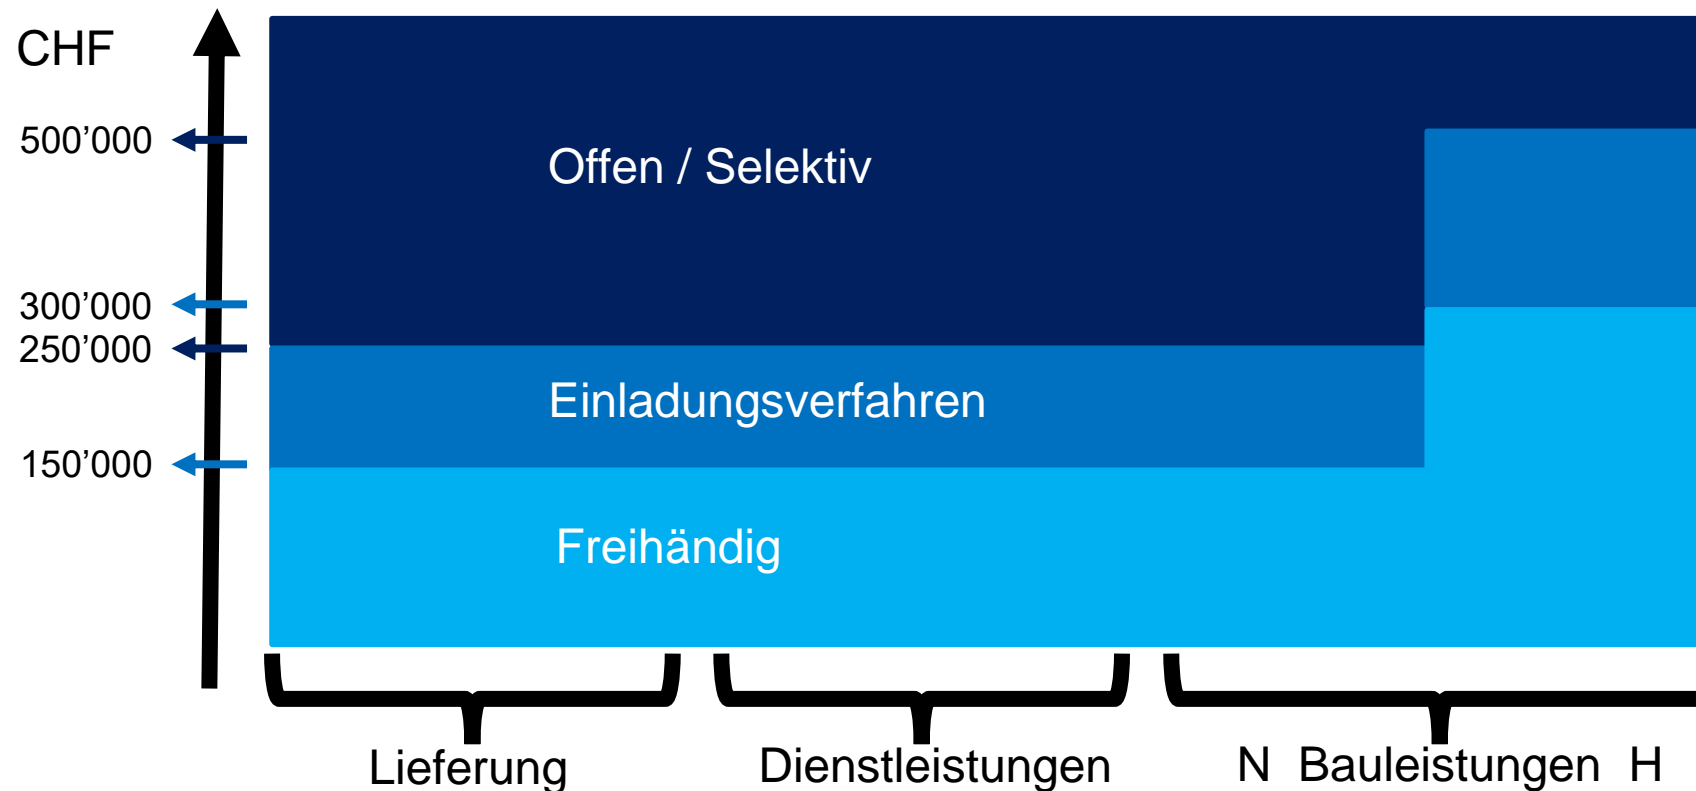 CHF
500’000
Offen / Selektiv
300’000
250’000
Einladungsverfahren
150’000
Freihändig
Lieferung
Dienstleistungen
N Bauleistungen H